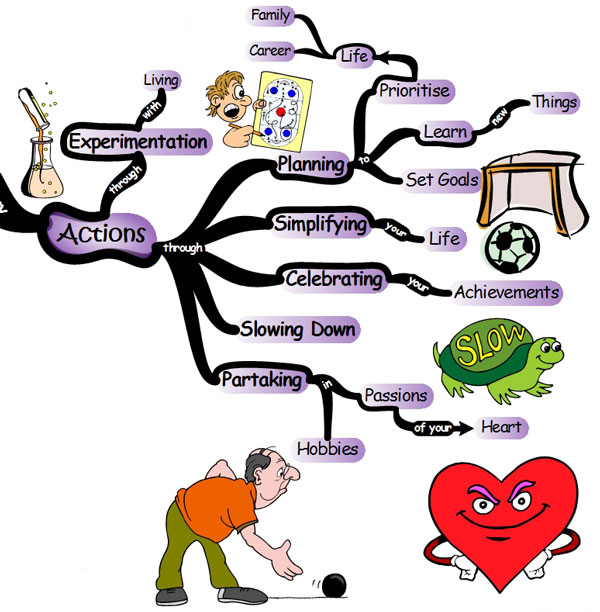 Family
Career
Life
Prioritise
Living
with
Experimentation
through
Learn
new
Things
Planning
to
Set Goals
Actions
through
Simplifying
your
Life
Celebrating
your
Achievements
Slowing Down
SLOW
Partaking
in
Passions
of your
Heart
Hobbies